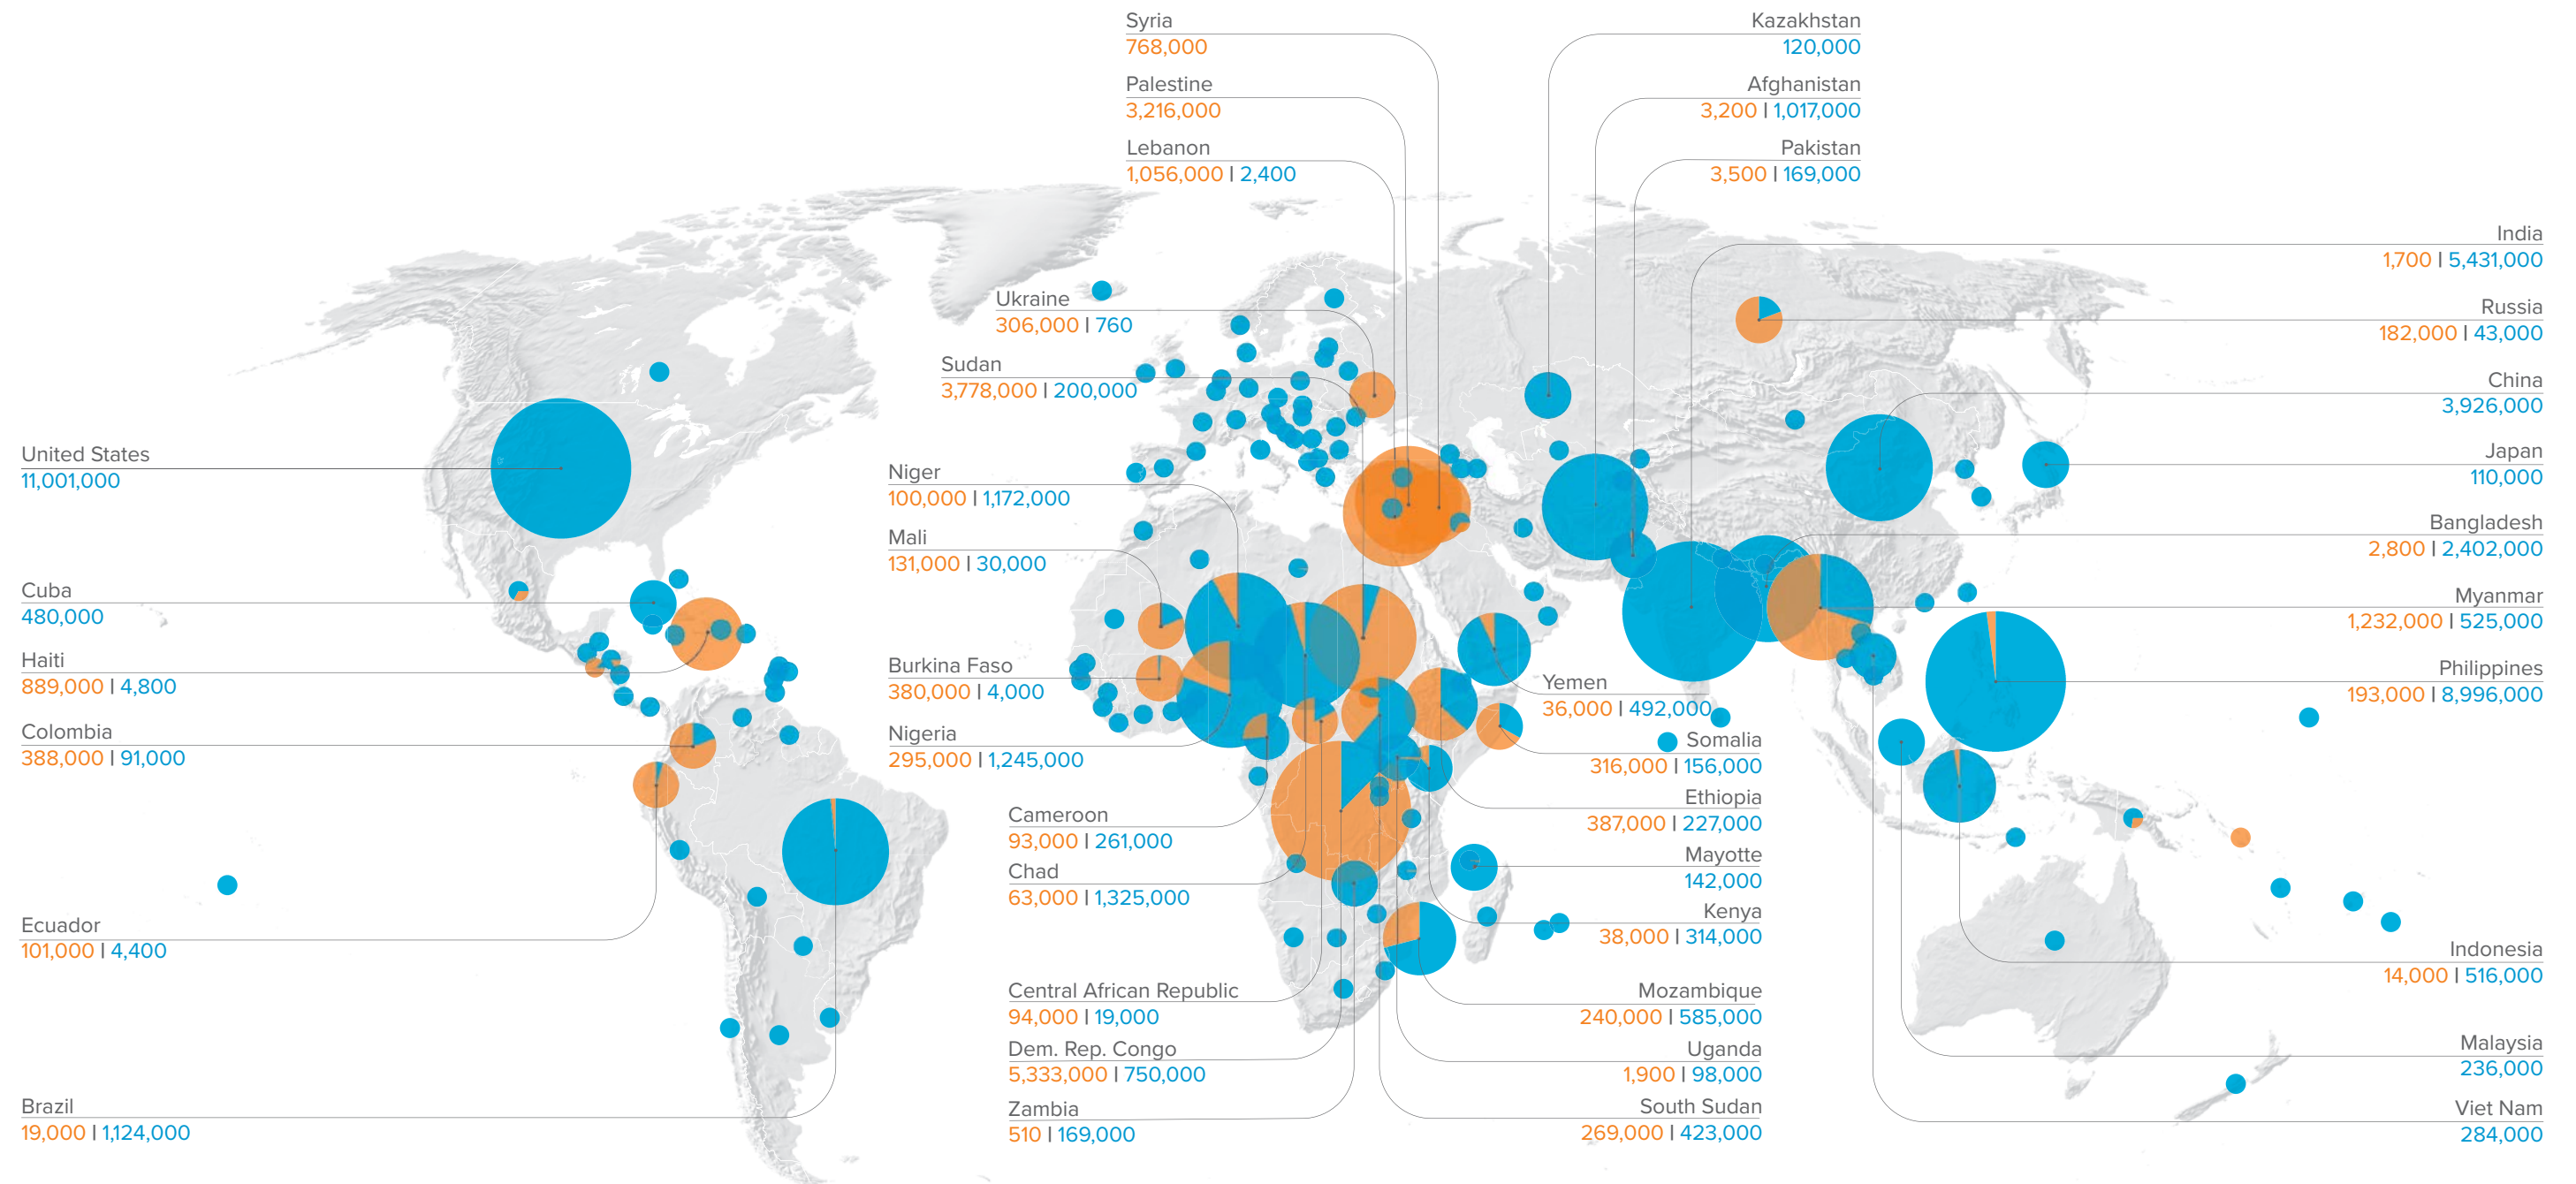 Syria
768,000
Palestine
3,216,000
Lebanon
1,056,000 | 2,400
Kazakhstan
120,000
Afghanistan
3,200 | 1,017,000
Pakistan
3,500 | 169,000
India
1,700 | 5,431,000
Russia
182,000 | 43,000
China
3,926,000
Japan
110,000
Bangladesh
2,802,000 | 2,402,000
Myanmar
1,232,000 | 525,000
Philippines
193,000 | 8,996,000
Indonesia
14,000 | 516,000
Malaysia
236,000
Viet Nam
284,000
Ukraine
306,000 | 760
Sudan
3,778,000 | 200,000
Niger
100,000 | 1,172,000
Mali
131,000 | 30,000
Burkina Faso
380,000 | 4,000
Nigeria
295,000 | 1,245,000
Cameroon
93,000 | 261,000
Chad
63,000 | 1,325,000
Central African Republic
94,000 | 19,000
Dem. Rep. Congo
5,333,000 | 750,000
Zambia
510 | 169,000
Yemen
36,000 | 492,000
Somalia
316,000 | 156,000
Ethiopia
387,000 | 227,000
Mayotte
142,000
Kenya
38,000 | 314,000
Mozambique
240,000 | 585,000
Uganda
1,900 | 98,000
South Sudan
269,000 | 423,000
United States
11,001,000
Cuba
480,000
Haiti
889,000 | 4,800
Colombia
388,000 | 91,000
Ecuador
101,000 | 4,400
Brazil
19,000 | 1,124,000